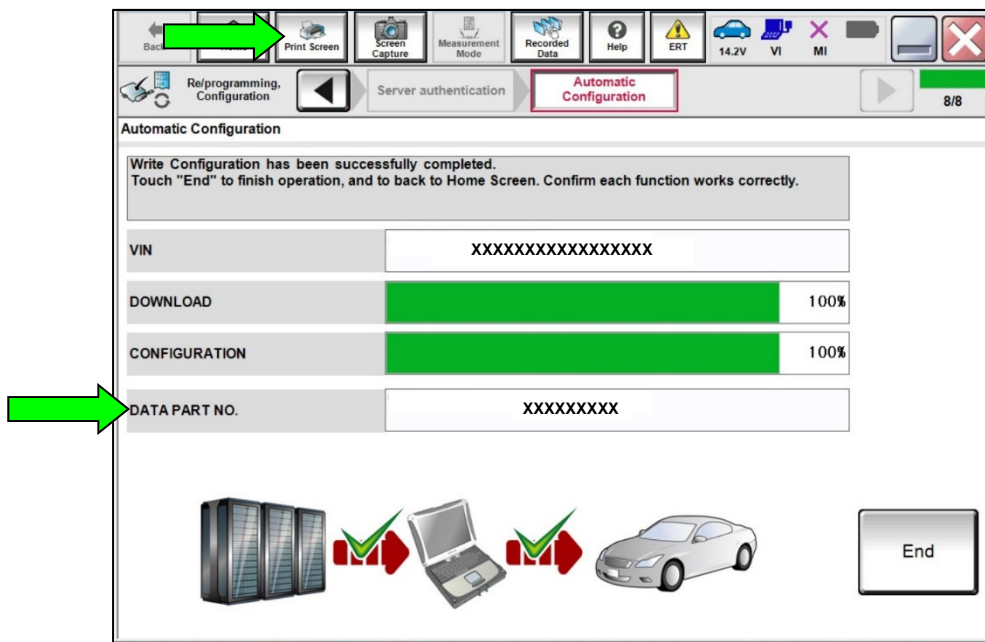 Back
Print Screen
Screen Capture
Measurement Mode
Recorded Data
Help
ERT
14.2V
VI
MI
Re/programming, Configuration
Server authentication
Automatic Configuration
8/8
Automatic Configuration
Write Configuration has been successfully completed.
Touch "End" to finish operation, and to back to Home Screen. Confirm each function works correctly.
VIN
XXXXXXXXXXXXXXXXX
DOWNLOAD
100%
CONFIGURATION
100%
DATA PART NO.
XXXXXXXXX
End